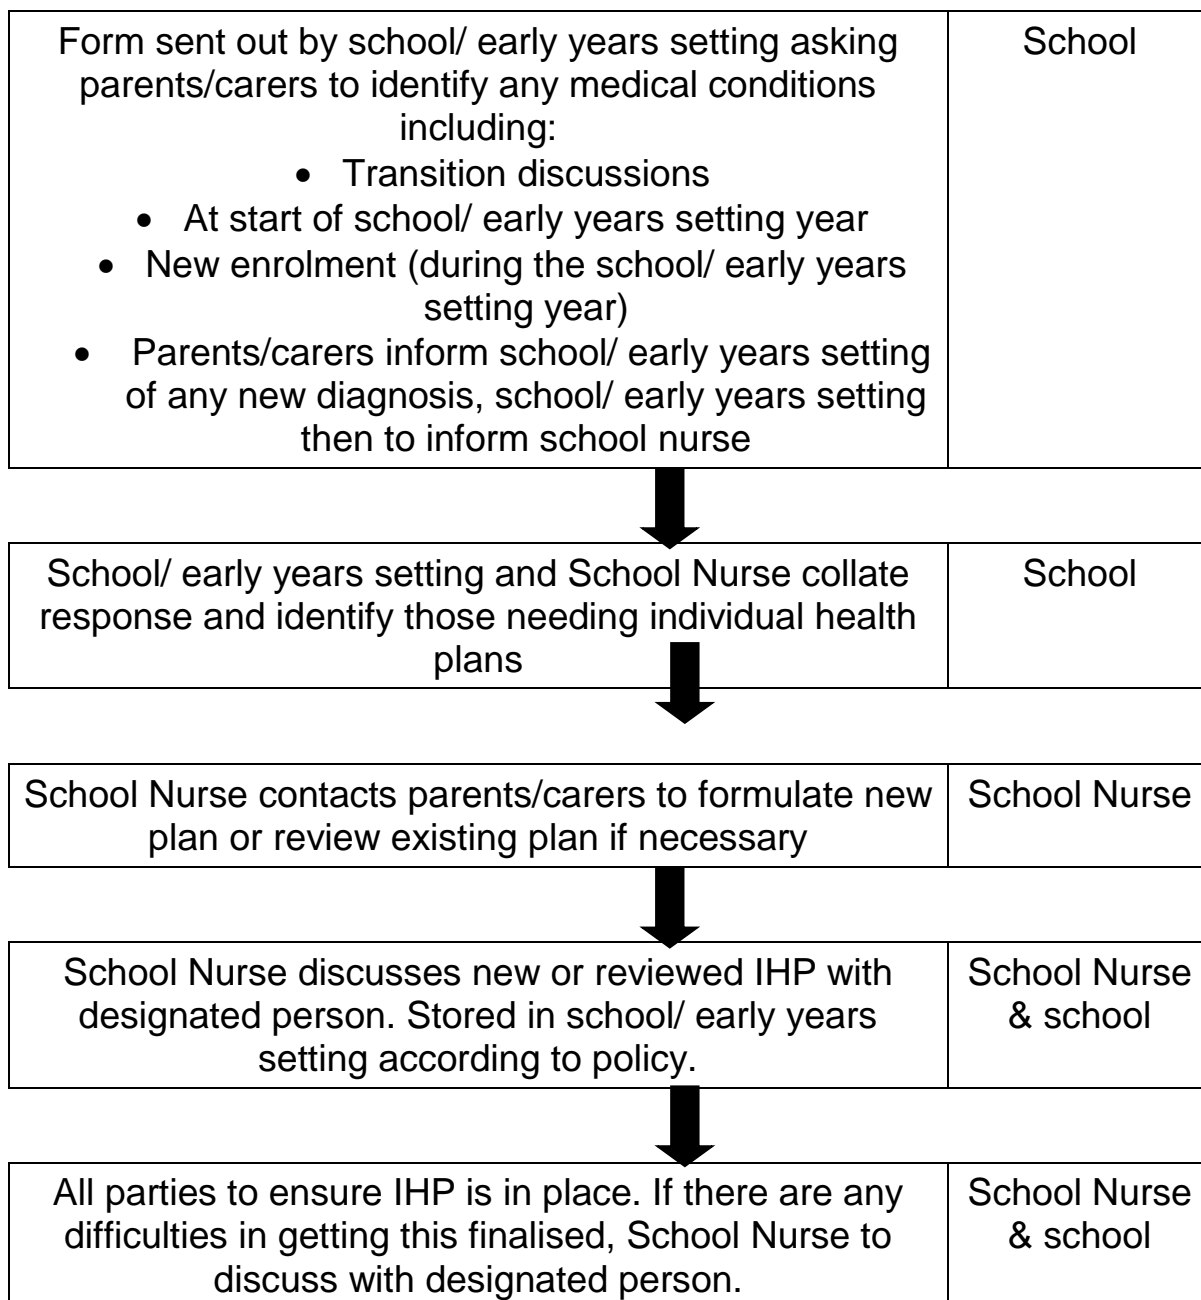 Form sent out by school/ early years setting asking
parents/carers to identify any medical conditions
including:
• Transition discussions
• At start of school/ early years setting year
• New enrolment (during the school/ early years
setting year)
• Parents/carers inform school/ early years setting
of any new diagnosis, school/ early years setting
then to inform school nurse
School
School/ early years setting and School Nurse collate
response and identify those needing individual health
plans
School
School Nurse contacts parents/carers to formulate new
plan or review existing plan if necessary
School Nurse
School Nurse discusses new or reviewed IHP with
designated person. Stored in school/ early years
setting according to policy.
School Nurse
& school
All parties to ensure IHP is in place. If there are any
difficulties in getting this finalised, School Nurse to
discuss with designated person.
School Nurse
& school